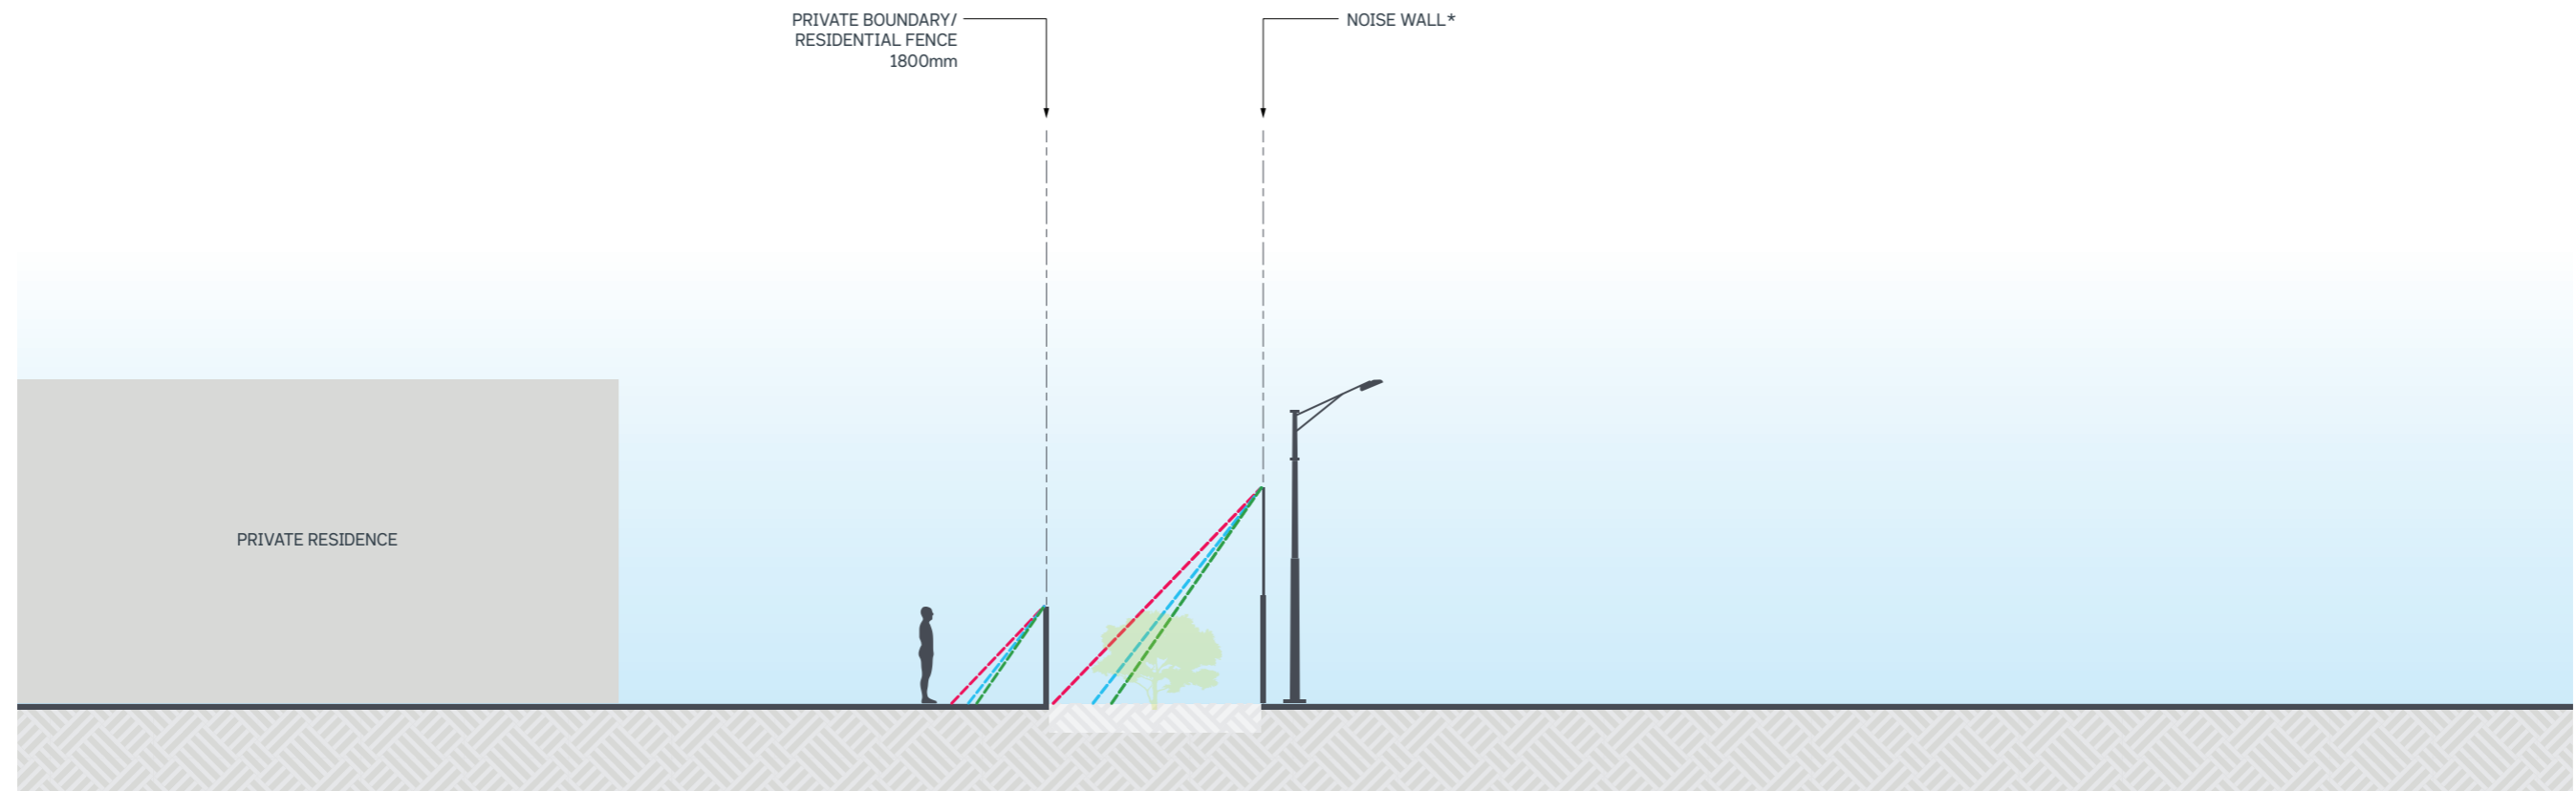 PRIVATE BOUNDARY/
RESIDENTIAL FENCE
1800mm
NOISE WALL*
PRIVATE RESIDENCE